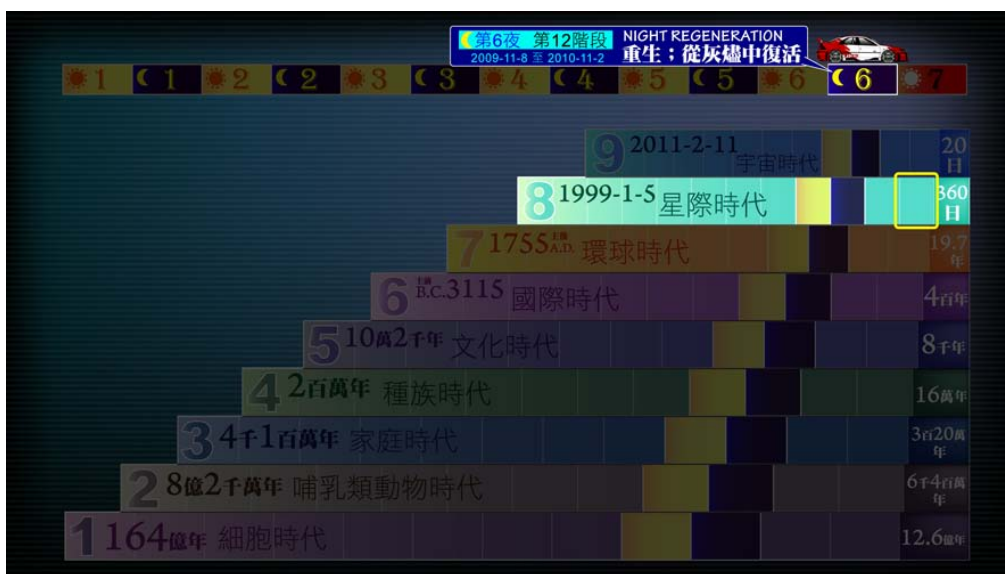 第6夜 第12階段 NIGHT REGENERATION
2009-11-8 至 2010-11-2 重生；從灰燼中復活
1 1 2 2 3 3 4 4 5 5 6 6 7
9 2011-2-11 宇宙時代 20日
8 1999-1-5 星際時代 360日
7 1755 A.D. 環球時代 19.7年
6 B.C.3115 國際時代 4百年
5 10萬2千年 文化時代 8千年
4 2百萬年 種族時代 16萬年
3 4千1百萬年 家庭時代 3百20萬年
2 8億2千萬年 哺乳類動物時代 6千4百萬年
1 164億年 細胞時代 12.6億年